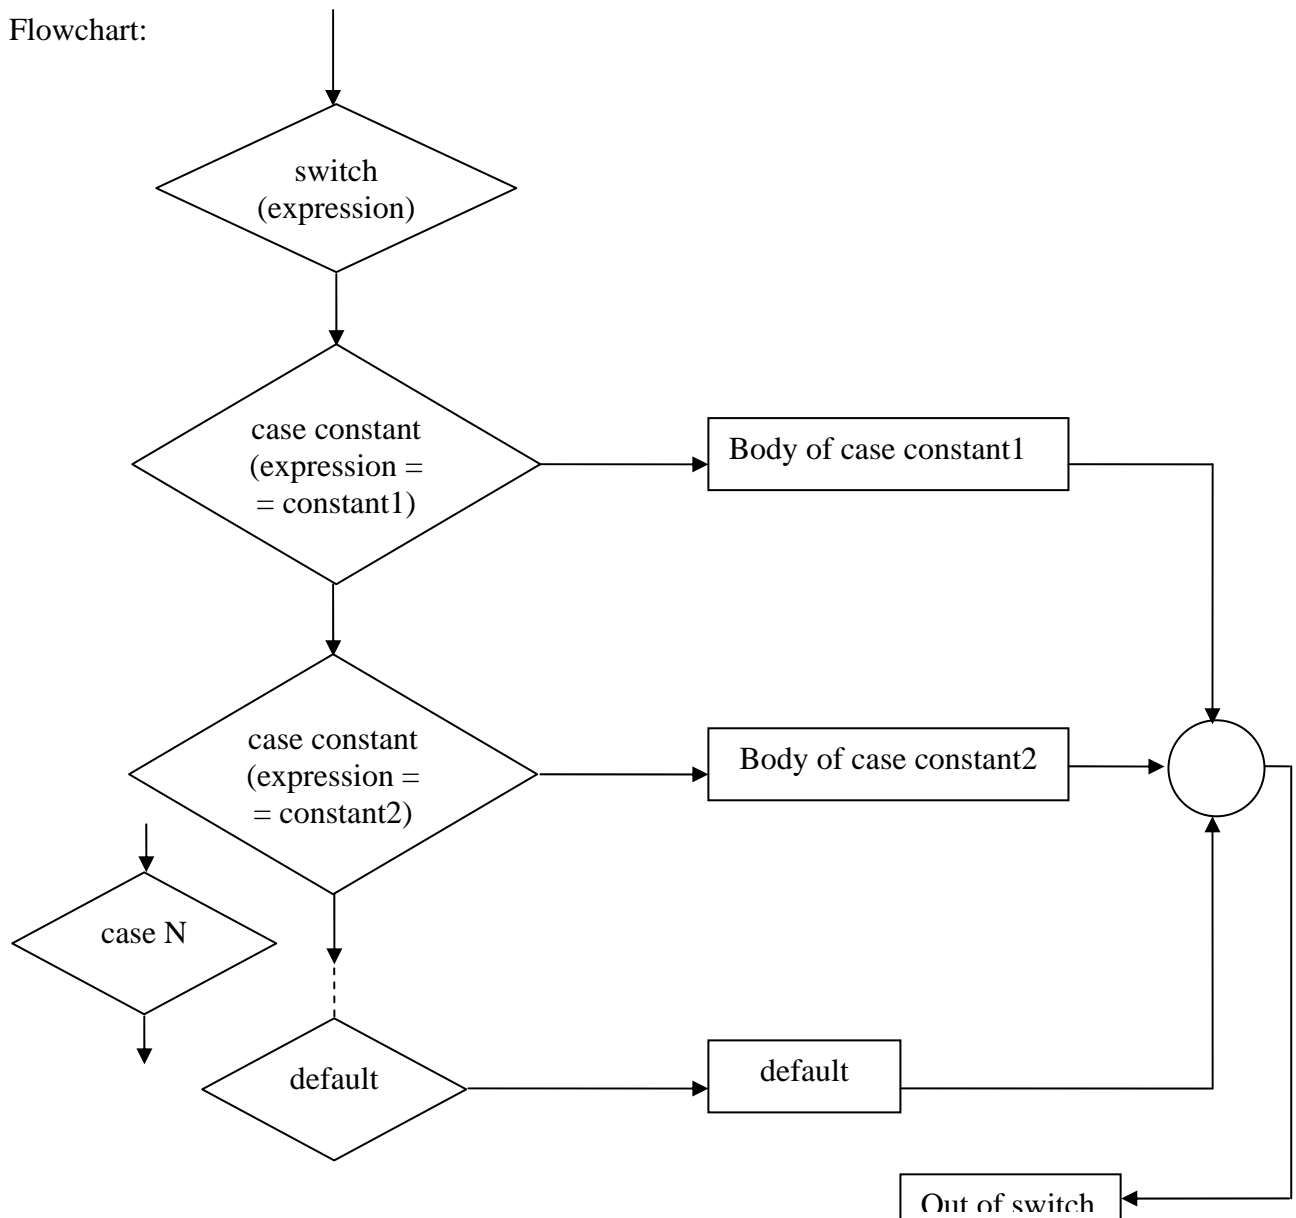 Flowchart:
switch
(expression)
case constant
(expression =
= constant1)
Body of case constant1
case constant
(expression =
= constant2)
Body of case constant2
case N
default
default
Out of switch